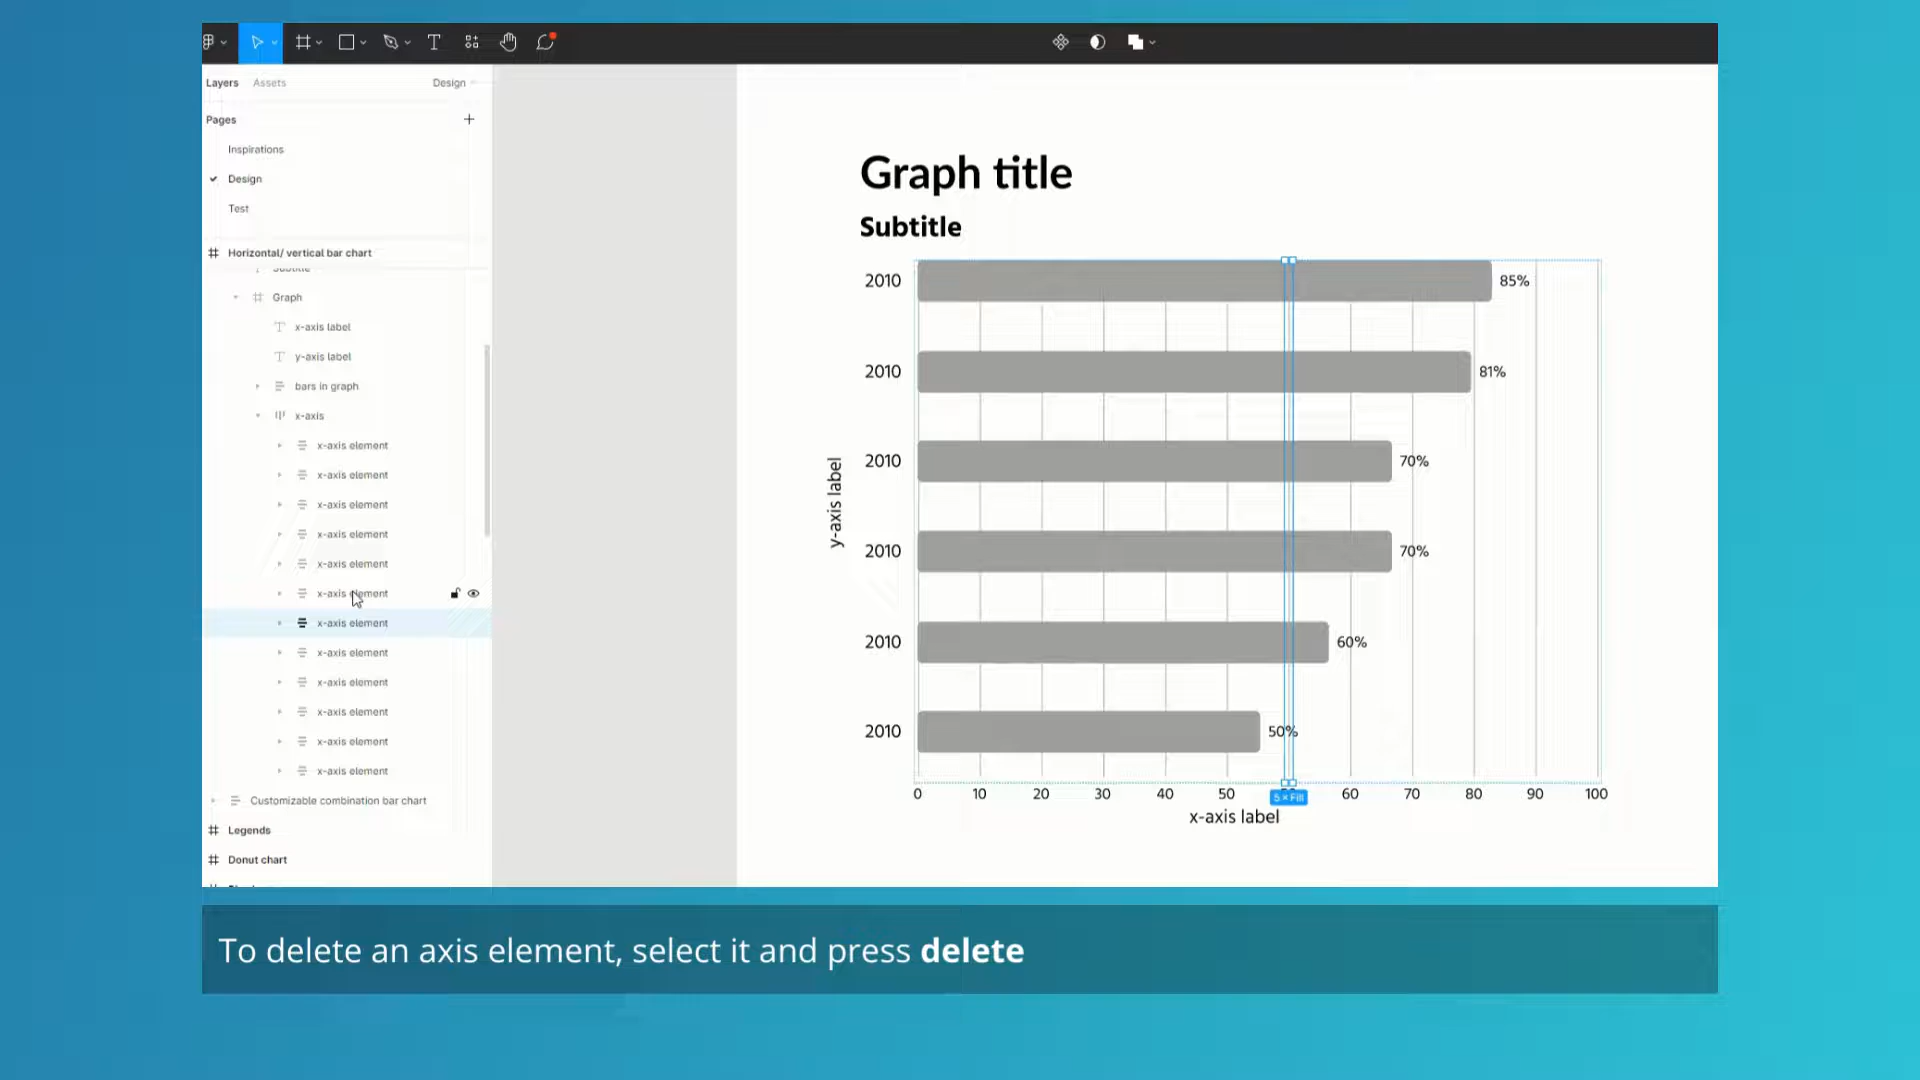 Layers Assets Design
Pages
Inspirations
Design
Test
Horizontal/ vertical bar chart
Subtitle
Graph
x-axis label
y-axis label
bars in graph
x-axis
x-axis element
x-axis element
x-axis element
x-axis element
x-axis element
x-axis element
x-axis element
x-axis element
x-axis element
x-axis element
x-axis element
x-axis element
Customizable combination bar chart
Legends
Donut chart
Graph title
Subtitle
2010 85%
2010 81%
2010 70%
2010 70%
2010 60%
2010 50%
y-axis label
0 10 20 30 40 50 60 70 80 90 100
5 × Fill
x-axis label
To delete an axis element, select it and press delete